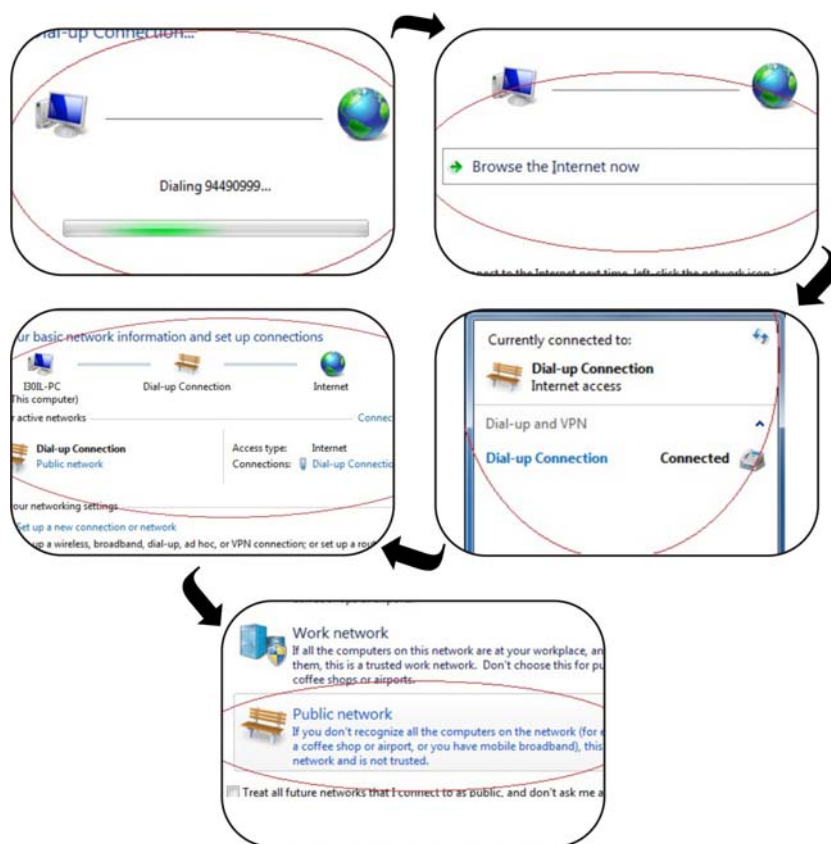 Dial-up Connection...
Dialing 94490999...
Browse the Internet now
to the Internet next time, left-click the network icon
Currently connected to:
Dial-up Connection
Internet access
Dial-up and VPN
Dial-up Connection Connected
ur basic network information and set up connections
I30IL-PC Dial-up Connection Internet
This computer)
r active networks Connec
Dial-up Connection Access type: Internet
Public network Connections: Dial-up Connectio
our networking settings
Set up a new connection or network
up a wireless, broadband, dial-up, ad hoc, or VPN connection; or set up a rout
Work network
If all the computers on this network are at your workplace, an
them, this is a trusted work network. Don't choose this for pu
coffee shops or airports.
Public network
If you don't recognize all the computers on the network (for e
a coffee shop or airport, or you have mobile broadband), this
network and is not trusted.
Treat all future networks that I connect to as public, and don't ask me a